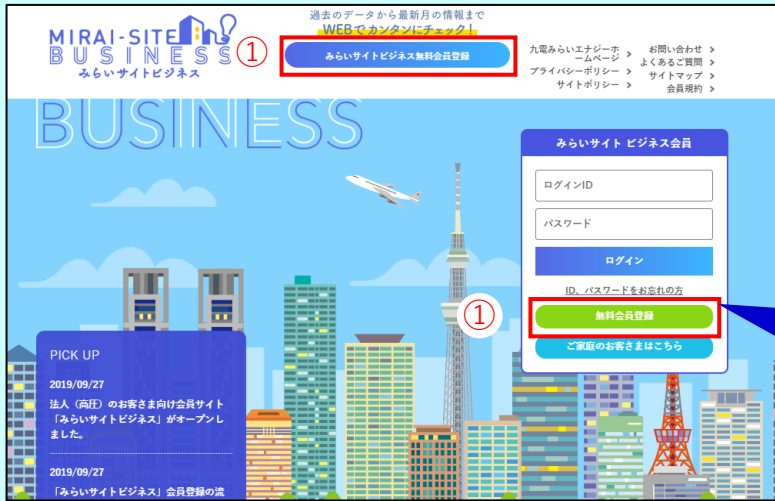 MIRAI-SITE
BUSINESS
みらいサイトビジネス
①
過去のデータから最新月の情報まで
WEBでカンタンにチェック!
みらいサイトビジネス無料会員登録
九電みらいエナジーホームページ >
プライバシーポリシー >
サイトポリシー >
お問い合わせ >
よくあるご質問 >
サイトマップ >
会員規約 >
BUSINESS
みらいサイト ビジネス会員
ログインID
パスワード
ログイン
ID、パスワードをお忘れの方
①
無料会員登録
ご家庭のお客さまはこちら
PICK UP
2019/09/27
法人（高圧）のお客さま向け会員サイト
「みらいサイトビジネス」がオープンし
ました。
2019/09/27
「みらいサイトビジネス」会員登録の流